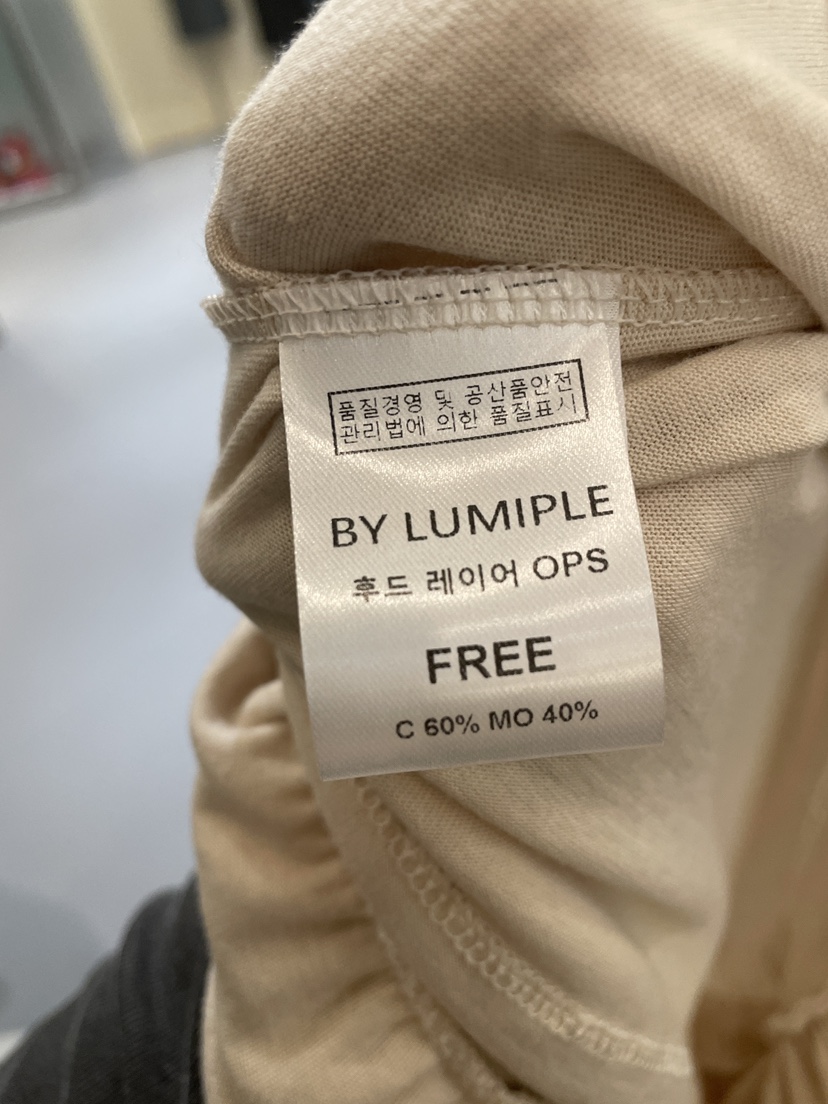 품질경영 및 공산품안전
관리법에 의한 품질표시
BY LUMIPLE
후드 레이어 OPS
FREE
C 60% MO 40%